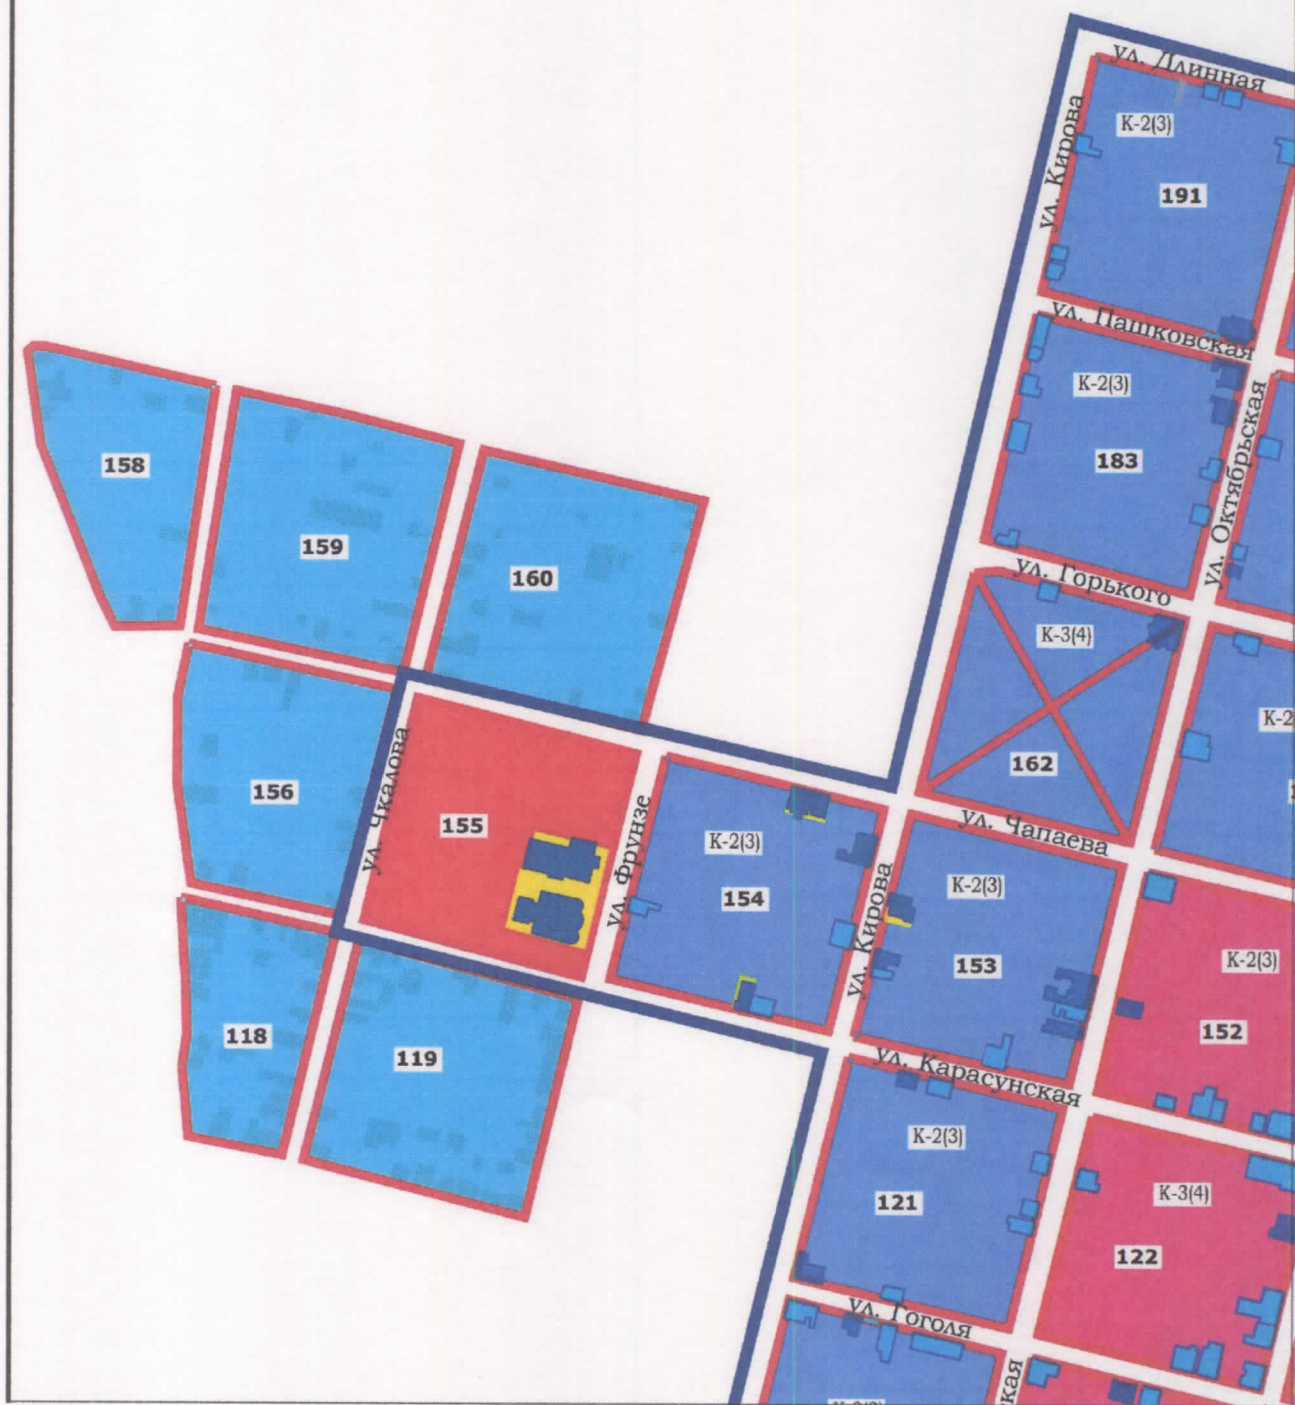 ул. Длинная
ул. Кирова
К-2(3)
191
ул. Пашковская
К-2(3)
183
ул. Октябрьская
158
159
160
ул. Горького
К-3(4)
162
К-2
156
155
ул. Чкалова
ул. Фрунзе
К-2(3)
154
ул. Чапаева
К-2(3)
153
ул. Кирова
К-2(3)
152
118
119
ул. Карасунская
К-2(3)
121
К-3(4)
122
ул. Гоголя
ская